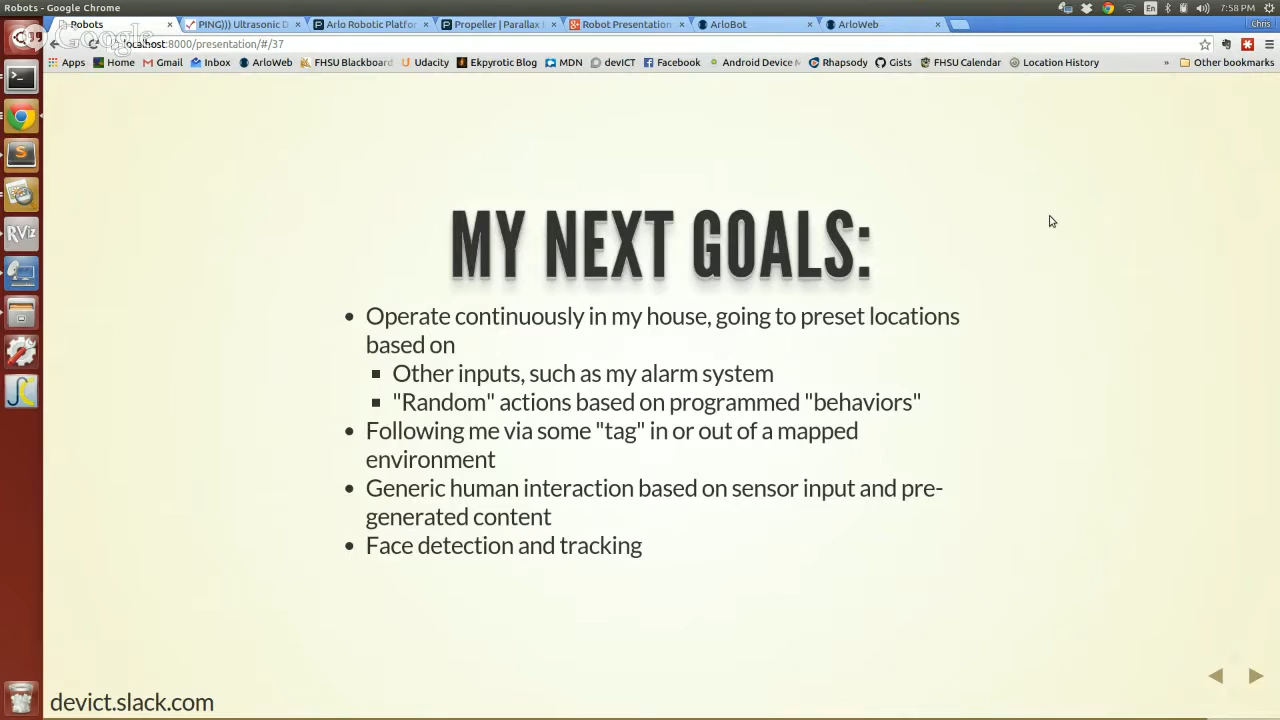 Robots - Google Chrome
En
7:58 PM
Chris
Robots
PING))) Ultrasonic D
Arlo Robotic Platfor
Propeller | Parallax I
Robot Presentation
ArloBot
ArloWeb
Google
localhost:8000/presentation/#/37
Apps
Home
Gmail
Inbox
ArloWeb
FHSU Blackboard
Udacity
Ekpyrotic Blog
MDN
devICT
Facebook
Android Device M
Rhapsody
Gists
FHSU Calendar
Location History
»
Other bookmarks
RViz
MY NEXT GOALS:
• Operate continuously in my house, going to preset locations
based on
▪ Other inputs, such as my alarm system
▪ "Random" actions based on programmed "behaviors"
• Following me via some "tag" in or out of a mapped
environment
• Generic human interaction based on sensor input and pre-
generated content
• Face detection and tracking
devict.slack.com